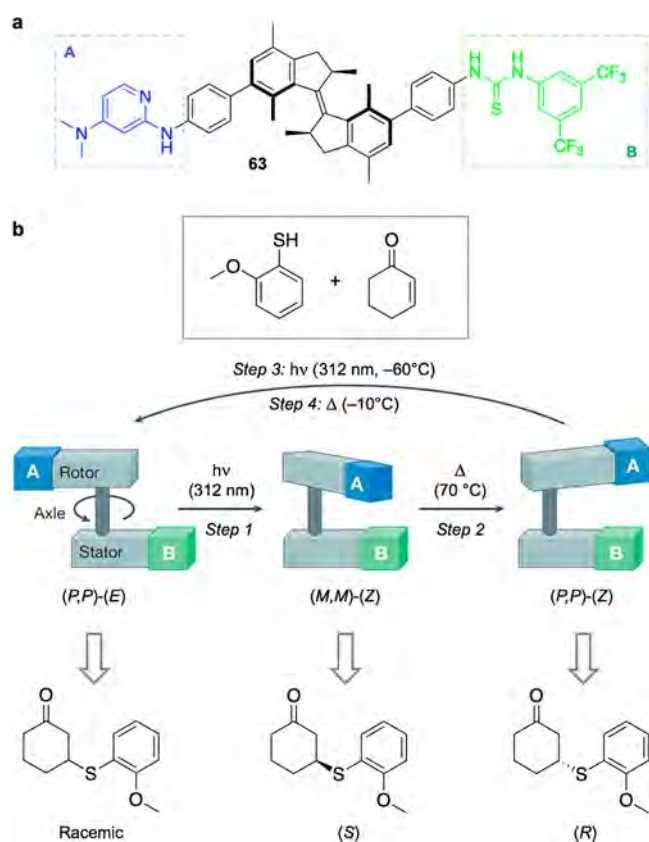 a
A
N
N
N
H
63
H
N
H
N
S
CF3
CF3
B
b
SH
O
+
O
Step 3: hν (312 nm, –60°C)
Step 4: Δ (–10°C)
A
Rotor
Axle
Stator
B
hν
(312 nm)
Step 1
A
B
Δ
(70 °C)
Step 2
A
B
(P,P)-(E)
(M,M)-(Z)
(P,P)-(Z)
O
S
O
Racemic
O
S
O
(S)
O
S
O
(R)